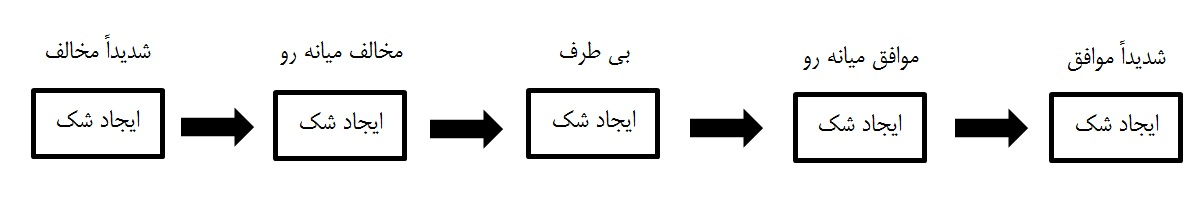 شدیداً مخالف
ایجاد شک
مخالف میانه رو
ایجاد شک
بی طرف
ایجاد شک
موافق میانه رو
ایجاد شک
شدیداً موافق
ایجاد شک